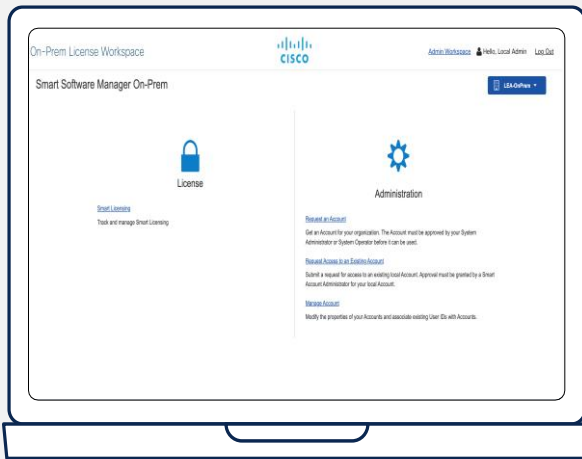 On-Prem License Workspace
CISCO
Admin Workspace Hello, Local Admin Log Out
Smart Software Manager On-Prem
LEA-OnPrem
License
Smart Licensing
Track and manage Smart Licensing
Administration
Request an Account
Get an Account for your organization. The Account must be approved by your System
Administrator or System Operator before it can be used.
Request Access to an Existing Account
Submit a request for access to an existing local Account. Approval must be granted by a Smart
Account Administrator for your local Account.
Manage Account
Modify the properties of your Accounts and associate existing User IDs with Accounts.